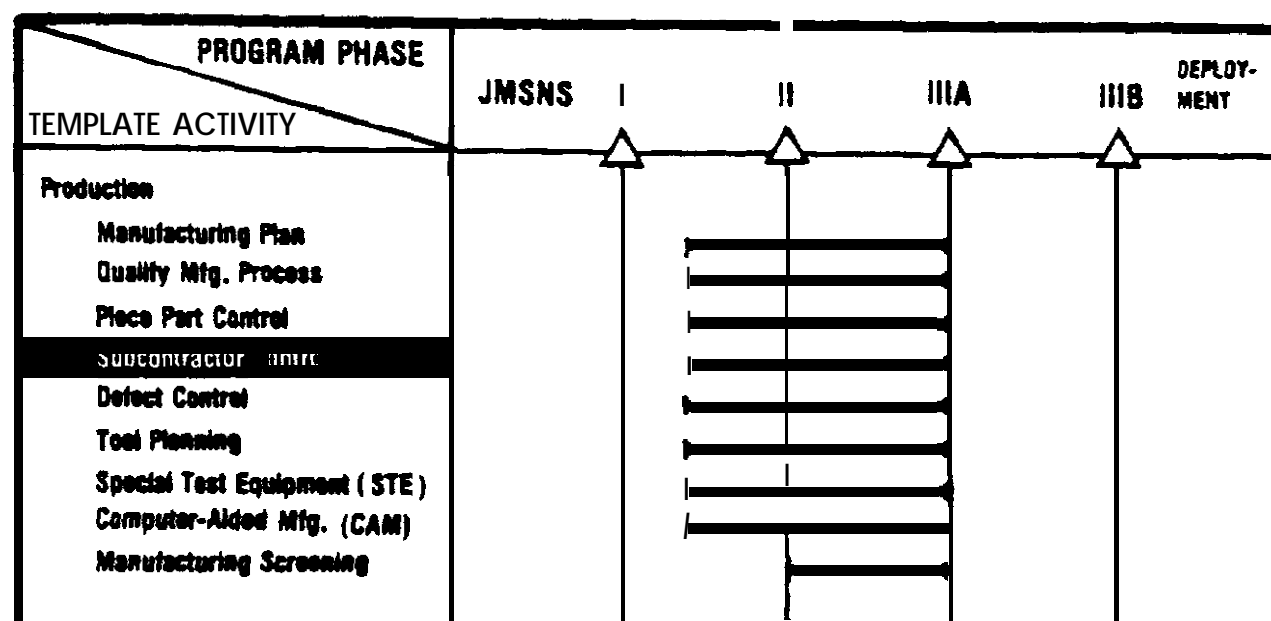 PROGRAM PHASE
TEMPLATE ACTIVITY
JMSNS I II IIIA IIIB DEPLOY-
MENT
Production
Manufacturing Plan
Qualify Mfg. Process
Piece Part Control
Subcontractor
Defect Control
Tool Planning
Special Test Equipment (STE)
Computer-Aided Mfg. (CAM)
Manufacturing Screening